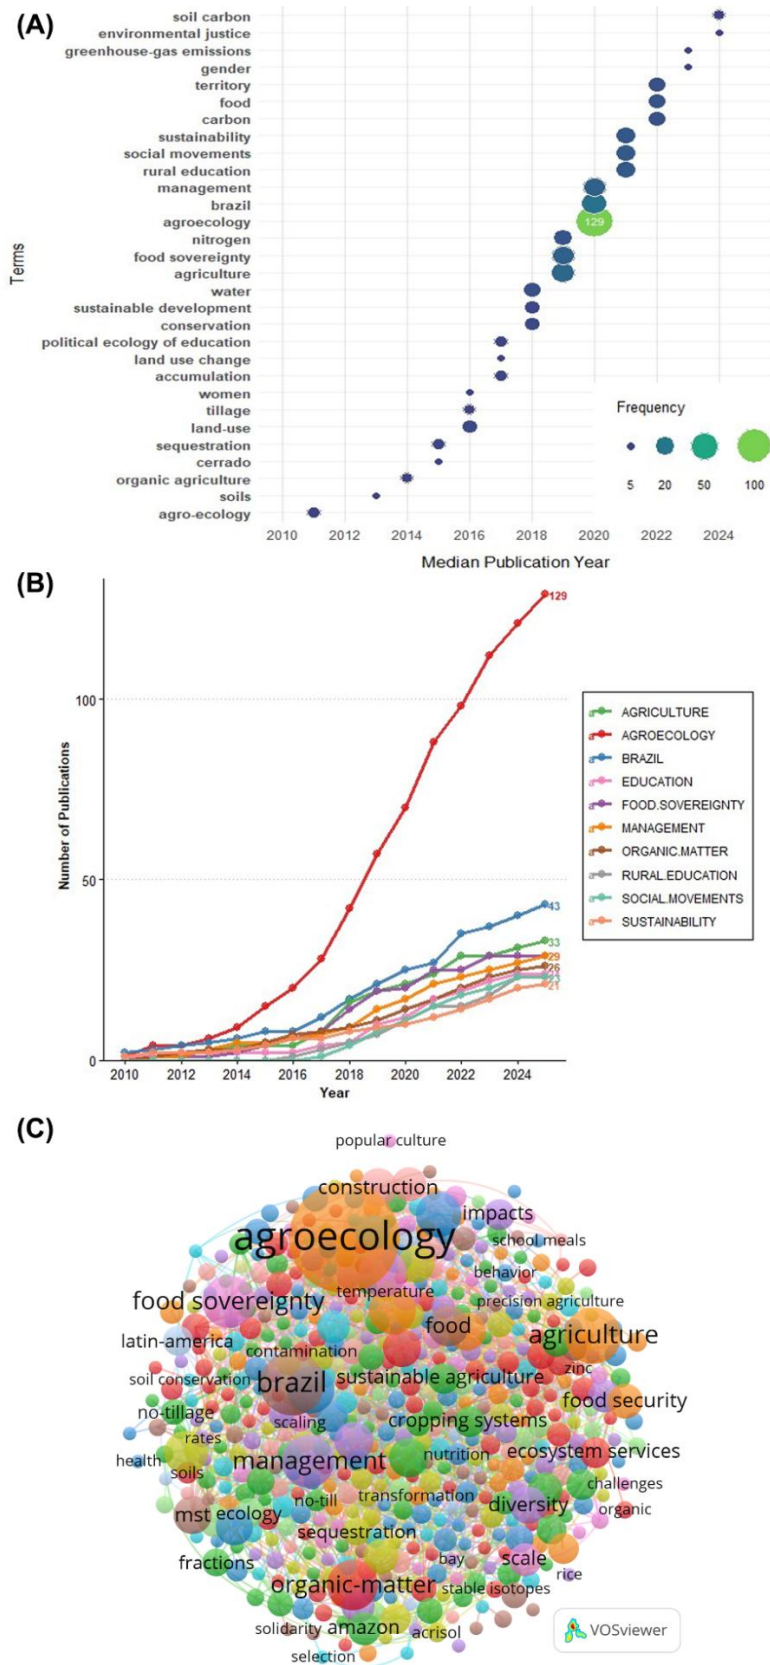 (A)
soil carbon
environmental justice
greenhouse-gas emissions
gender
territory
food
carbon
sustainability
social movements
rural education
management
brazil
agroecology
129
nitrogen
food sovereignty
agriculture
water
sustainable development
conservation
political ecology of education
land use change
accumulation
women
tillage
land-use
sequestration
cerrado
organic agriculture
soils
agro-ecology
Terms
Frequency
5 20 50 100
2010 2012 2014 2016 2017 2019 2020 2022 2024
Median Publication Year
(B)
129
100
50
0
43
33
29
26
23
21
Number of Publications
2010 2012 2014 2016 2018 2020 2022 2024
Year
a AGRICULTURE
a AGROECOLOGY
a BRAZIL
a EDUCATION
a FOOD.SOVEREIGNTY
a MANAGEMENT
a ORGANIC.MATTER
a RURAL.EDUCATION
a SOCIAL.MOVEMENTS
a SUSTAINABILITY
(C)
popular culture
construction
impacts
agroecology
school meals
behavior
temperature
precision agriculture
food sovereignty
food
agriculture
latin-america
contamination
zinc
soil conservation
brazil
sustainable agriculture
food security
no-tillage
scaling
cropping systems
rates
health
soils
management
nutrition
ecosystem services
challenges
no-till
transformation
diversity
organic
mst
ecology
sequestration
fractions
bay
scale
rice
organic-matter
stable isotopes
solidarity
amazon
acrisol
selection
VOSviewer